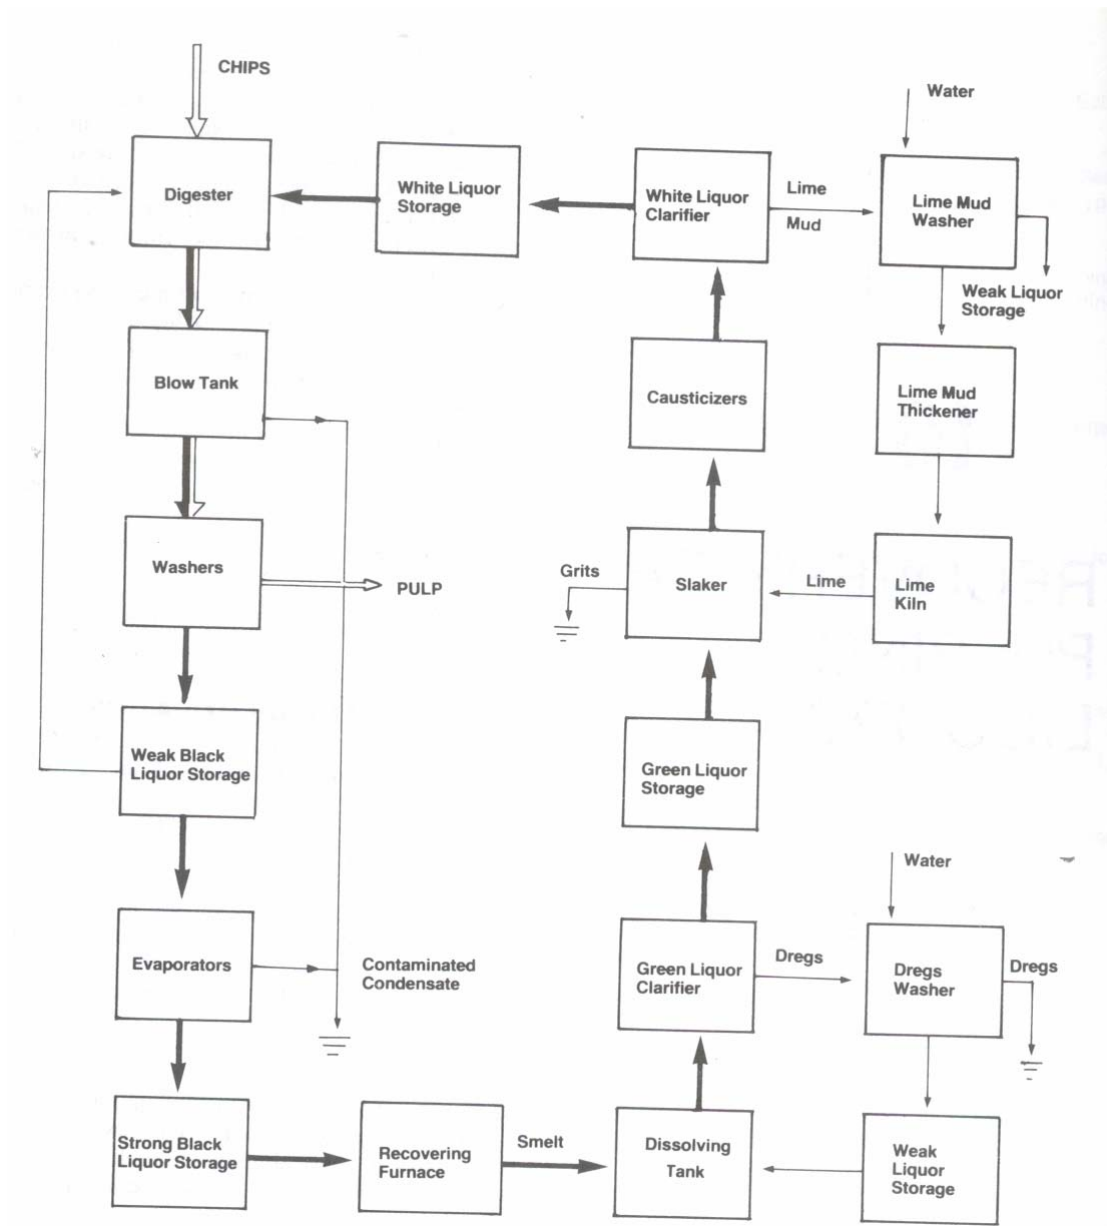 CHIPS
Water
Digester
White Liquor
Storage
White Liquor
Clarifier
Lime
Mud
Lime Mud
Washer
Weak Liquor
Storage
Blow Tank
Causticizers
Lime Mud
Thickener
Washers
PULP
Grits
Slaker
Lime
Lime
Kiln
Weak Black
Liquor Storage
Green Liquor
Storage
Water
Evaporators
Contaminated
Condensate
Green Liquor
Clarifier
Dregs
Dregs
Washer
Dregs
Strong Black
Liquor Storage
Recovering
Furnace
Smelt
Dissolving
Tank
Weak
Liquor
Storage